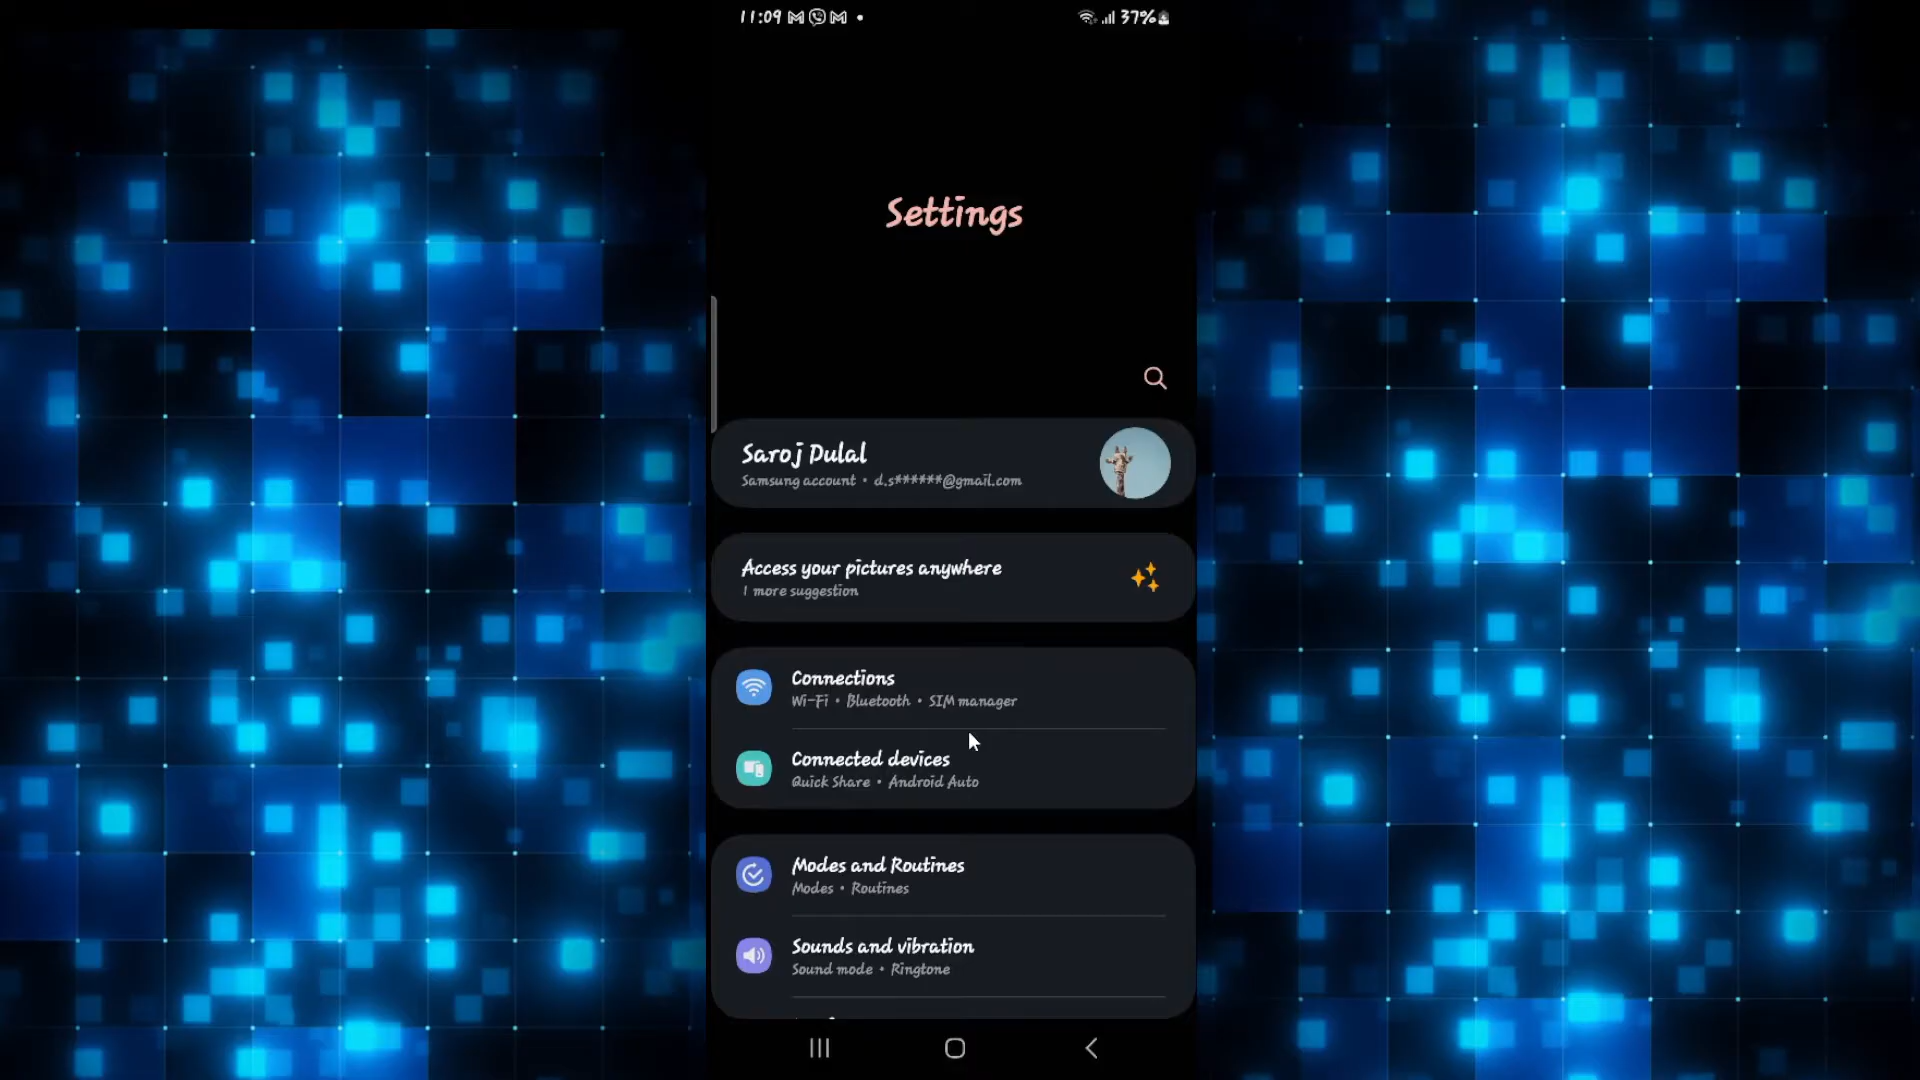 11:09
37%
Settings
Saroj Dulal
Samsung account • d.s******@gmail.com
Access your pictures anywhere
1 more suggestion
Connections
Wi-Fi • Bluetooth • SIM manager
Connected devices
Quick Share • Android Auto
Modes and Routines
Modes • Routines
Sounds and vibration
Sound mode • Ringtone